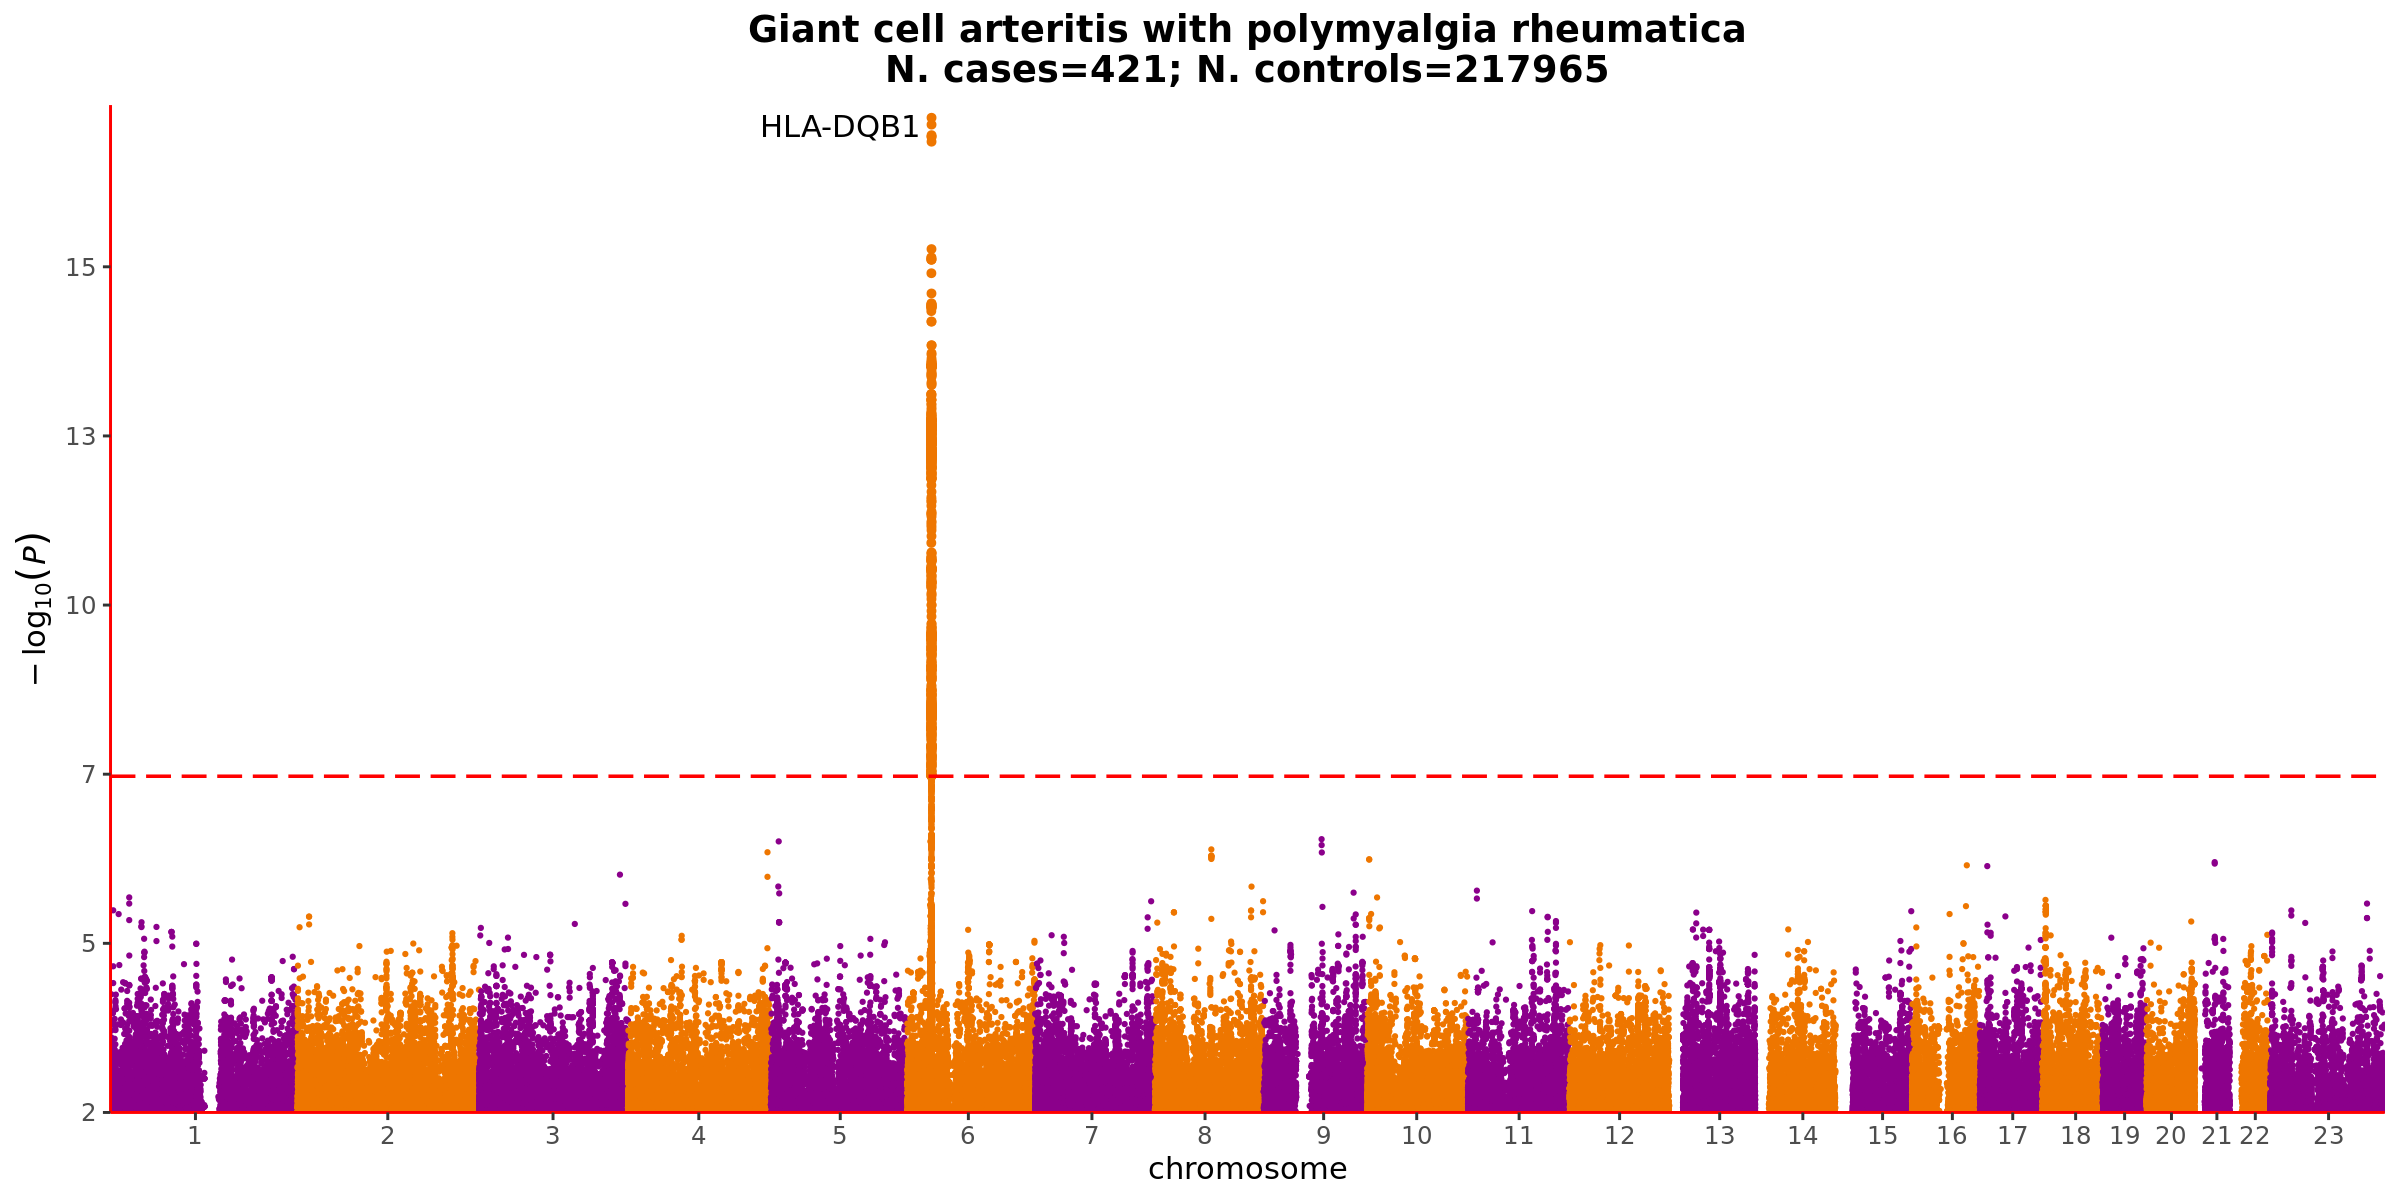 Giant cell arteritis with polymyalgia rheumatica
N. cases=421; N. controls=217965
HLA-DQB1
15
13
10
7
5
2
−log₁₀(P)
1 2 3 4 5 6 7 8 9 10 11 12 13 14 15 16 17 18 19 20 21 22 23
chromosome